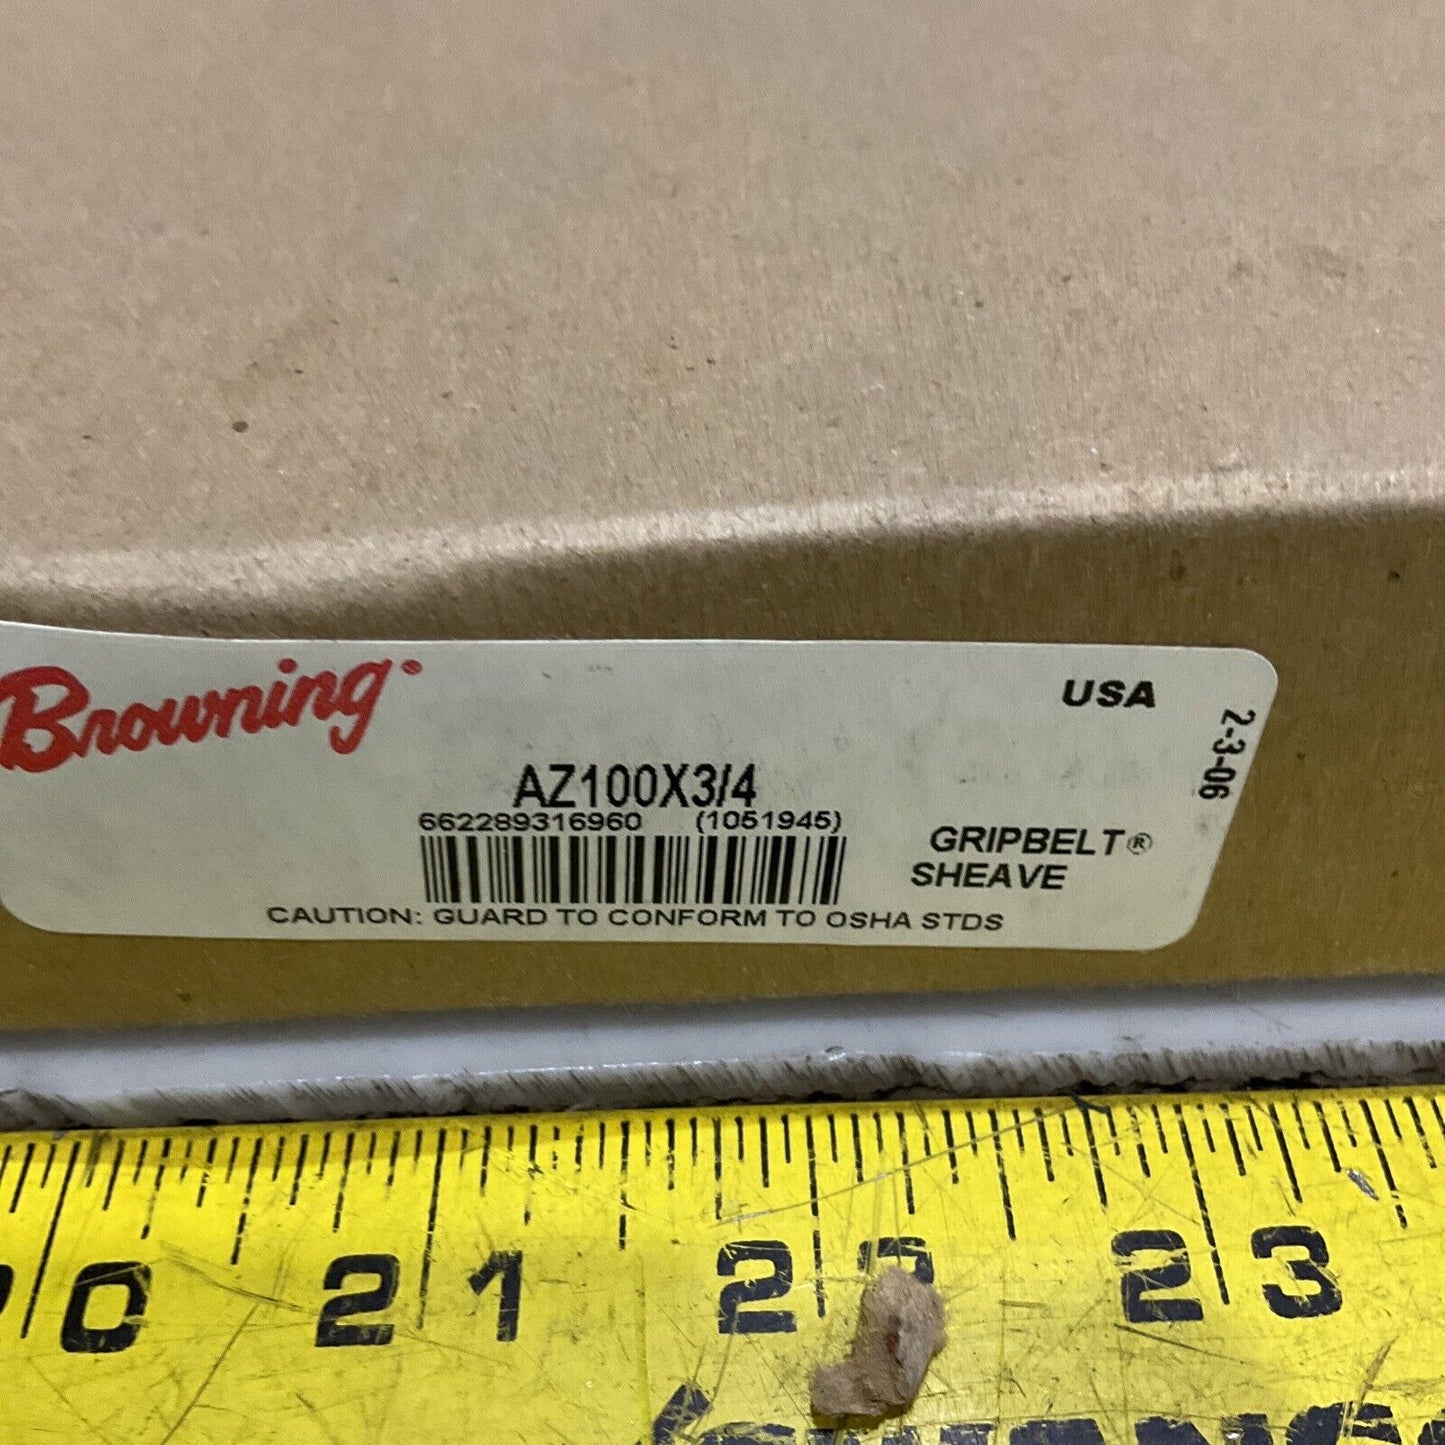 Browning®
USA
2-3-06
AZ100X3/4
662289316960 (1051945)
GRIPBELT®
SHEAVE
CAUTION: GUARD TO CONFORM TO OSHA STDS
0 21 22 23